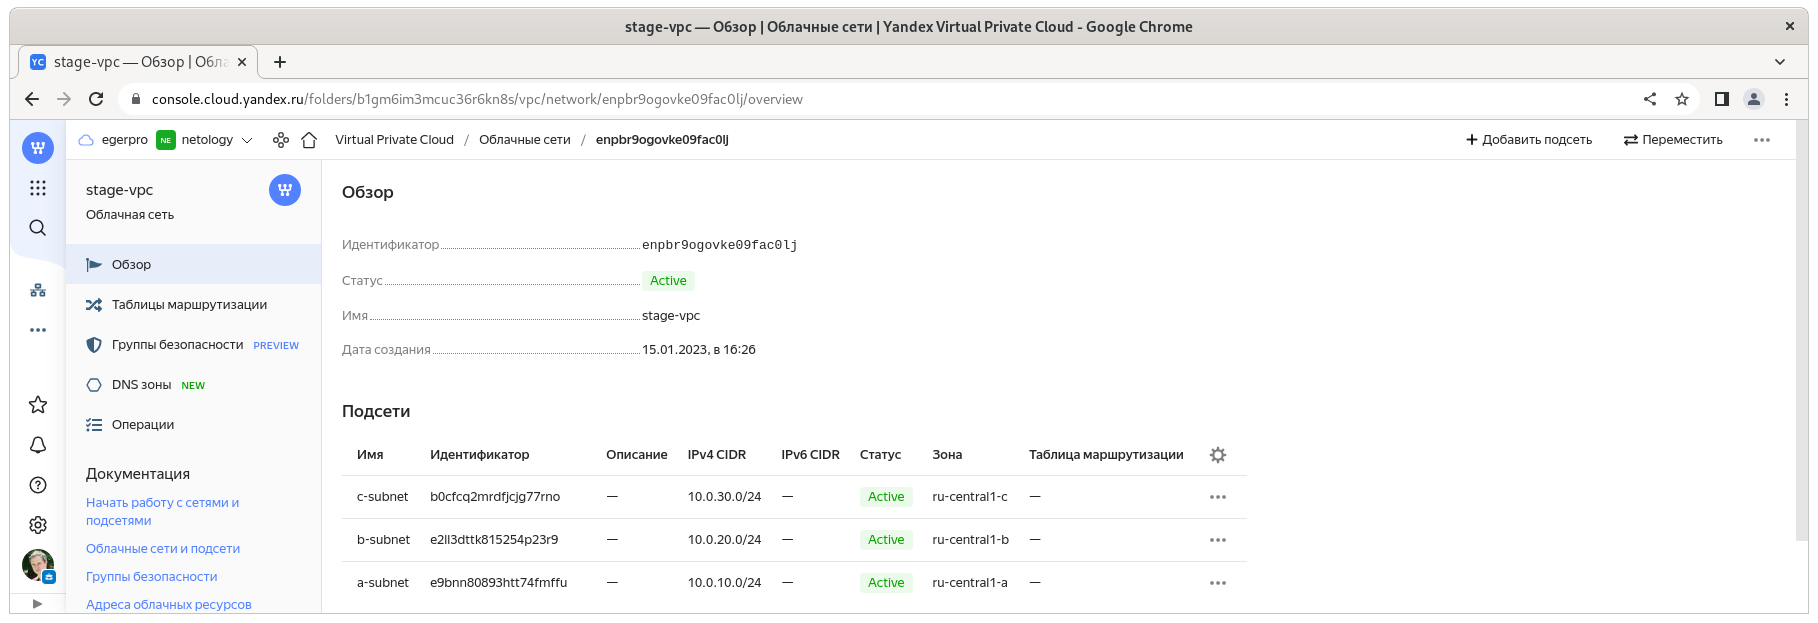 stage-vpc — Обзор | Облачные сети | Yandex Virtual Private Cloud - Google Chrome
YC stage-vpc — Обзор | Обла
console.cloud.yandex.ru/folders/b1gm6im3mcuc36r6kn8s/vpc/network/enpbr9ogovke09fac0lj/overview
egerpro NE netology Virtual Private Cloud / Облачные сети / enpbr9ogovke09fac0lj + Добавить подсеть Переместить
stage-vpc
Облачная сеть
Обзор
Таблицы маршрутизации
Группы безопасности PREVIEW
DNS зоны NEW
Операции
Документация
Начать работу с сетями и
подсетями
Облачные сети и подсети
Группы безопасности
Адреса облачных ресурсов
Обзор
Идентификатор enpbr9ogovke09fac0lj
Статус Active
Имя stage-vpc
Дата создания 15.01.2023, в 16:26
Подсети
Имя Идентификатор Описание IPv4 CIDR IPv6 CIDR Статус Зона Таблица маршрутизации
c-subnet b0cfcq2mrdfjcjg77rno — 10.0.30.0/24 — Active ru-central1-c —
b-subnet e2ll3dttk815254p23r9 — 10.0.20.0/24 — Active ru-central1-b —
a-subnet e9bnn80893htt74fmffu — 10.0.10.0/24 — Active ru-central1-a —